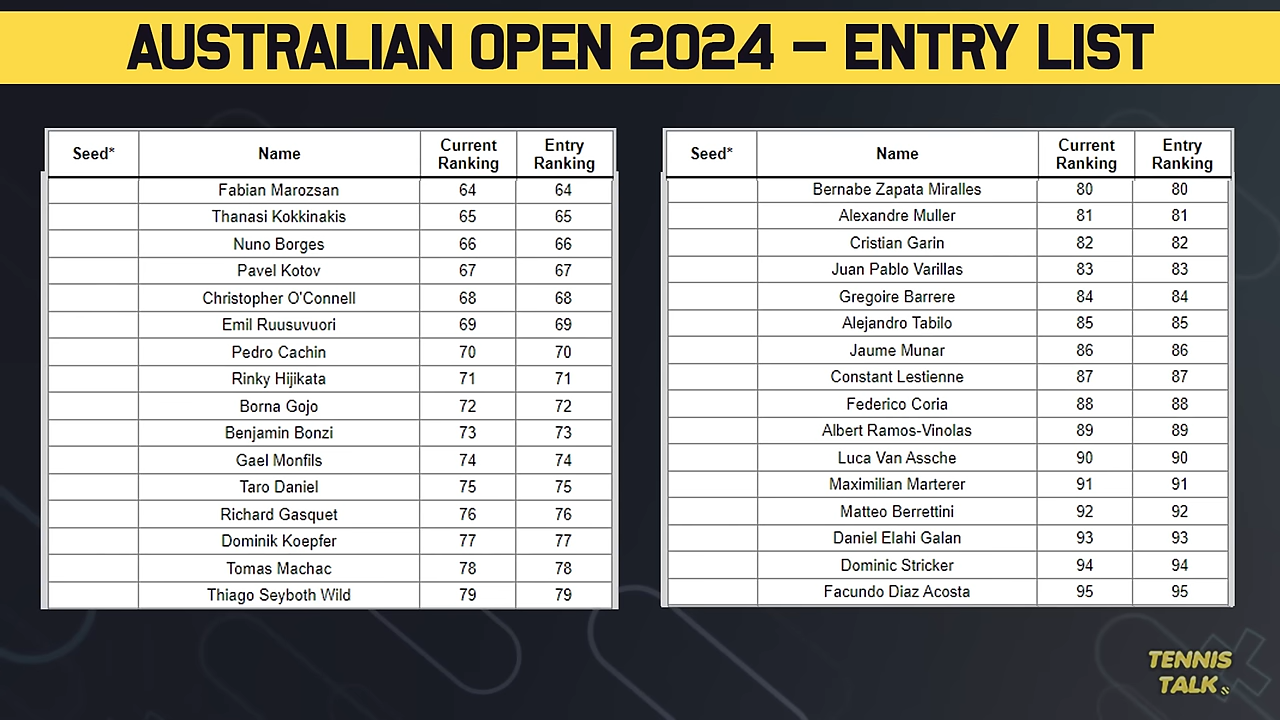 AUSTRALIAN OPEN 2024 – ENTRY LIST
Seed* Name Current Ranking Entry Ranking
Fabian Marozsan 64 64
Thanasi Kokkinakis 65 65
Nuno Borges 66 66
Pavel Kotov 67 67
Christopher O'Connell 68 68
Emil Ruusuvuori 69 69
Pedro Cachin 70 70
Rinky Hijikata 71 71
Borna Gojo 72 72
Benjamin Bonzi 73 73
Gael Monfils 74 74
Taro Daniel 75 75
Richard Gasquet 76 76
Dominik Koepfer 77 77
Tomas Machac 78 78
Thiago Seyboth Wild 79 79
Seed* Name Current Ranking Entry Ranking
Bernabe Zapata Miralles 80 80
Alexandre Muller 81 81
Cristian Garin 82 82
Juan Pablo Varillas 83 83
Gregoire Barrere 84 84
Alejandro Tabilo 85 85
Jaume Munar 86 86
Constant Lestienne 87 87
Federico Coria 88 88
Albert Ramos-Vinolas 89 89
Luca Van Assche 90 90
Maximilian Marterer 91 91
Matteo Berrettini 92 92
Daniel Elahi Galan 93 93
Dominic Stricker 94 94
Facundo Diaz Acosta 95 95
TENNIS
TALK